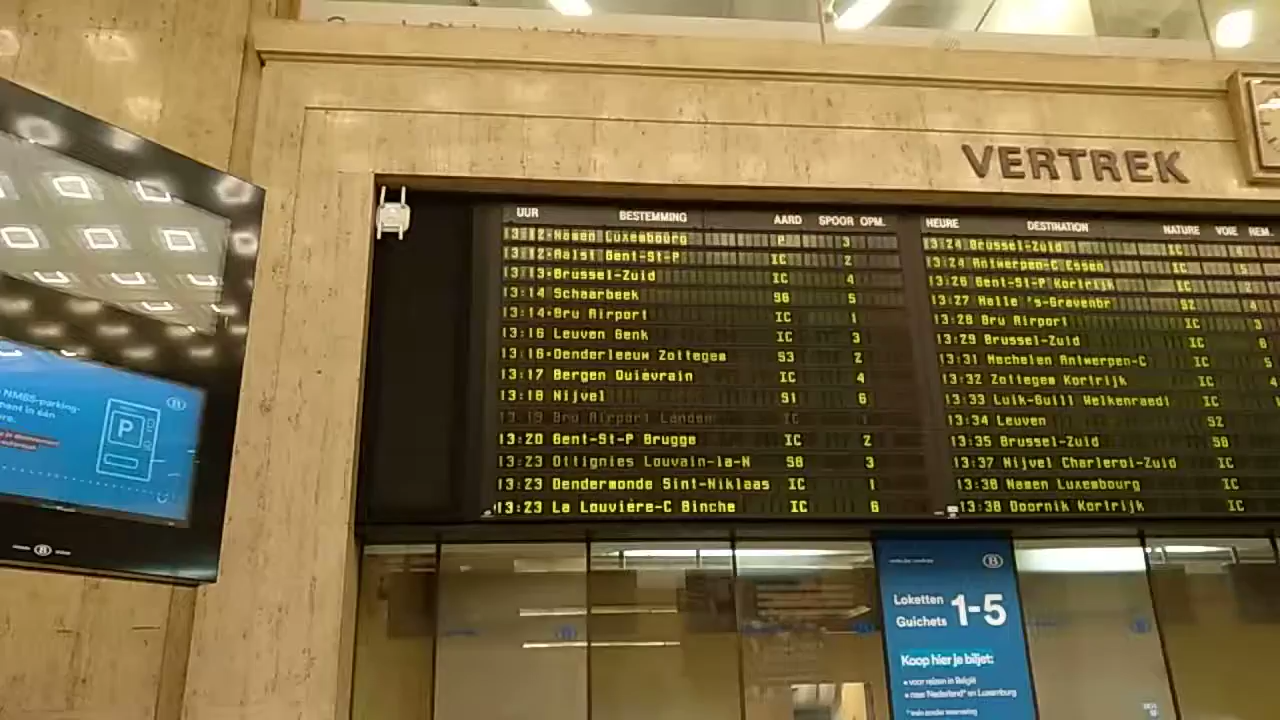 VERTREK
UUR BESTEMMING AARD SPOOR OPM.
13:12 Namen Luxembourg P 3
13:12 Aalst Gent-St-P IC 2
13:13 Brussel-Zuid IC 4
13:14 Schaarbeek S6 5
13:14 Bru Airport IC 1
13:16 Leuven Genk IC 3
13:16 Denderleeuw Zottegem S3 2
13:17 Bergen Quiévrain IC 4
13:18 Nijvel S1 6
13:19 Bru Airport Landen IC 1
13:20 Gent-St-P Brugge IC 2
13:23 Ottignies Louvain-la-N S8 3
13:23 Dendermonde Sint-Niklaas IC 1
13:23 La Louvière-C Binche IC 6
HEURE DESTINATION NATURE VOIE REM.
13:24 Brussel-Zuid IC 4
13:24 Antwerpen-C Essen IC 5
13:26 Gent-St-P Kortrijk IC 2
13:27 Halle 's-Gravenbr S2 4
13:28 Bru Airport IC 3
13:29 Brussel-Zuid IC 6
13:31 Mechelen Antwerpen-C IC 5
13:32 Zottegem Kortrijk IC 4
13:33 Luik-Guill Welkenraedt IC
13:34 Leuven S2
13:35 Brussel-Zuid S8
13:37 Nijvel Charleroi-Zuid IC
13:38 Namen Luxembourg IC
13:38 Doornik Kortrijk IC
NMBS-parking-
P
B
B
B
Loketten
Guichets
1-5
Koop hier je biljet:
• voor reizen in België
• naar Nederland* en Luxemburg